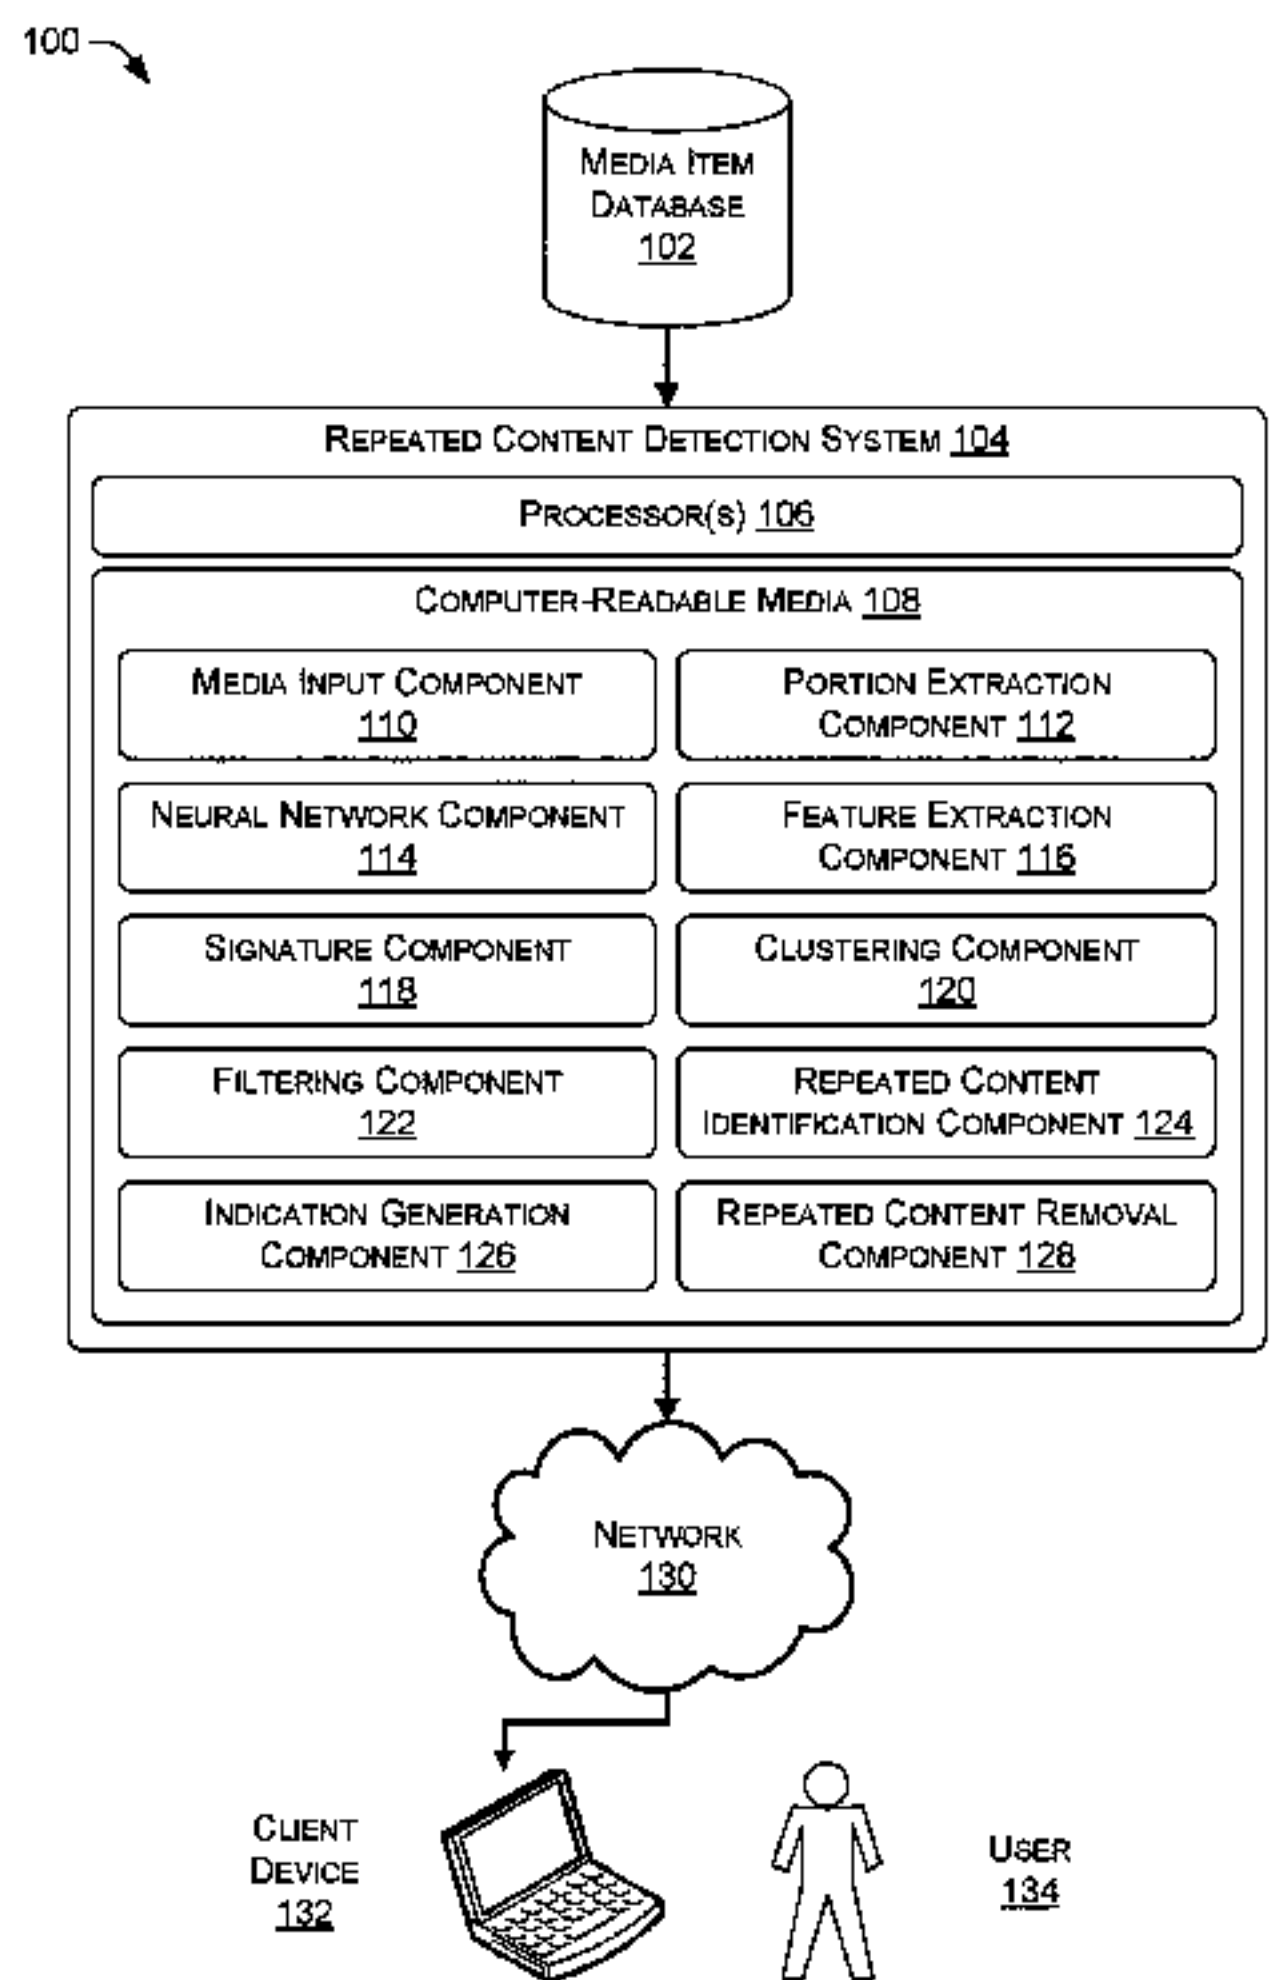 100
MEDIA ITEM
DATABASE
102
REPEATED CONTENT DETECTION SYSTEM 104
PROCESSOR(S) 106
COMPUTER-READABLE MEDIA 108
MEDIA INPUT COMPONENT
110
PORTION EXTRACTION
COMPONENT 112
NEURAL NETWORK COMPONENT
114
FEATURE EXTRACTION
COMPONENT 116
SIGNATURE COMPONENT
118
CLUSTERING COMPONENT
120
FILTERING COMPONENT
122
REPEATED CONTENT
IDENTIFICATION COMPONENT 124
INDICATION GENERATION
COMPONENT 126
REPEATED CONTENT REMOVAL
COMPONENT 128
NETWORK
130
CLIENT
DEVICE
132
USER
134